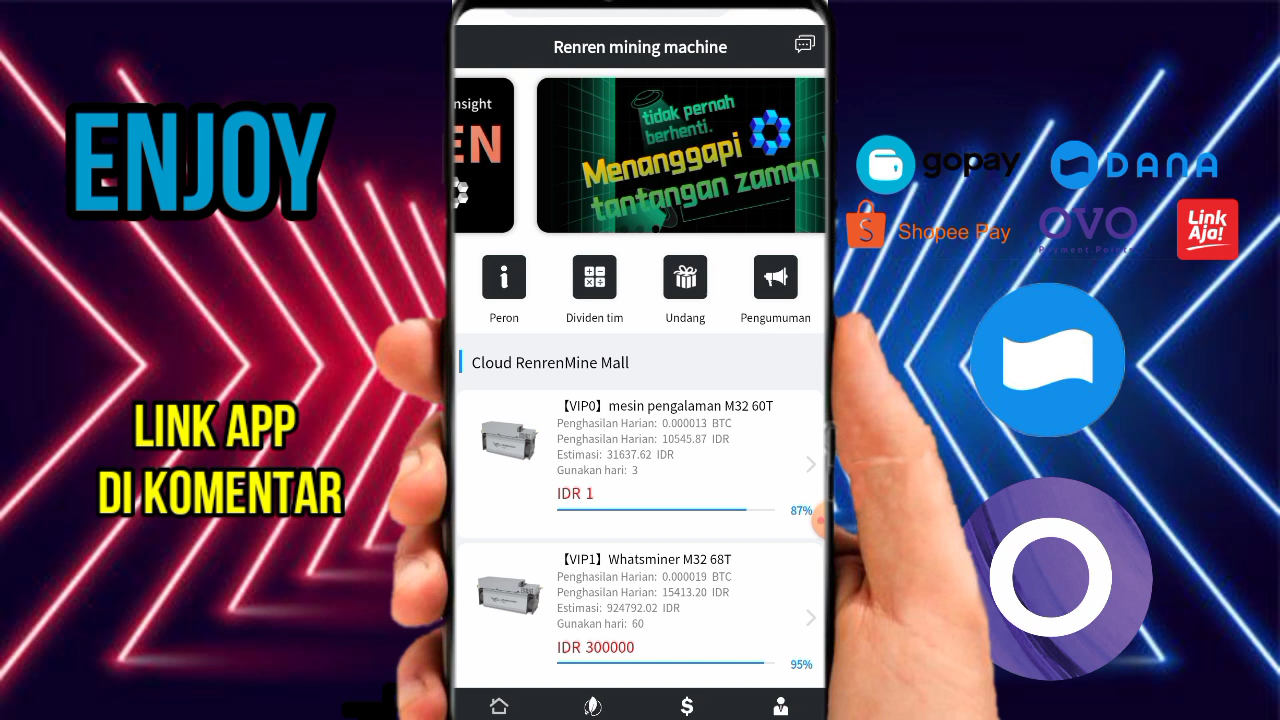 ENJOY
LINK APP
DI KOMENTAR
Renren mining machine
nsight
EN
tidak pernah
berhenti.
Menanggapi
tantangan zaman
Peron
Dividen tim
Undang
Pengumuman
Cloud RenrenMine Mall
【VIP0】mesin pengalaman M32 60T
Penghasilan Harian: 0.000013 BTC
Penghasilan Harian: 10545.87 IDR
Estimasi: 31637.62 IDR
Gunakan hari: 3
IDR 1
87%
【VIP1】Whatsminer M32 68T
Penghasilan Harian: 0.000019 BTC
Penghasilan Harian: 15413.20 IDR
Estimasi: 924792.02 IDR
Gunakan hari: 60
IDR 300000
95%
gopay
DANA
Shopee Pay
OVO
Payment.Points
Link
Aja!